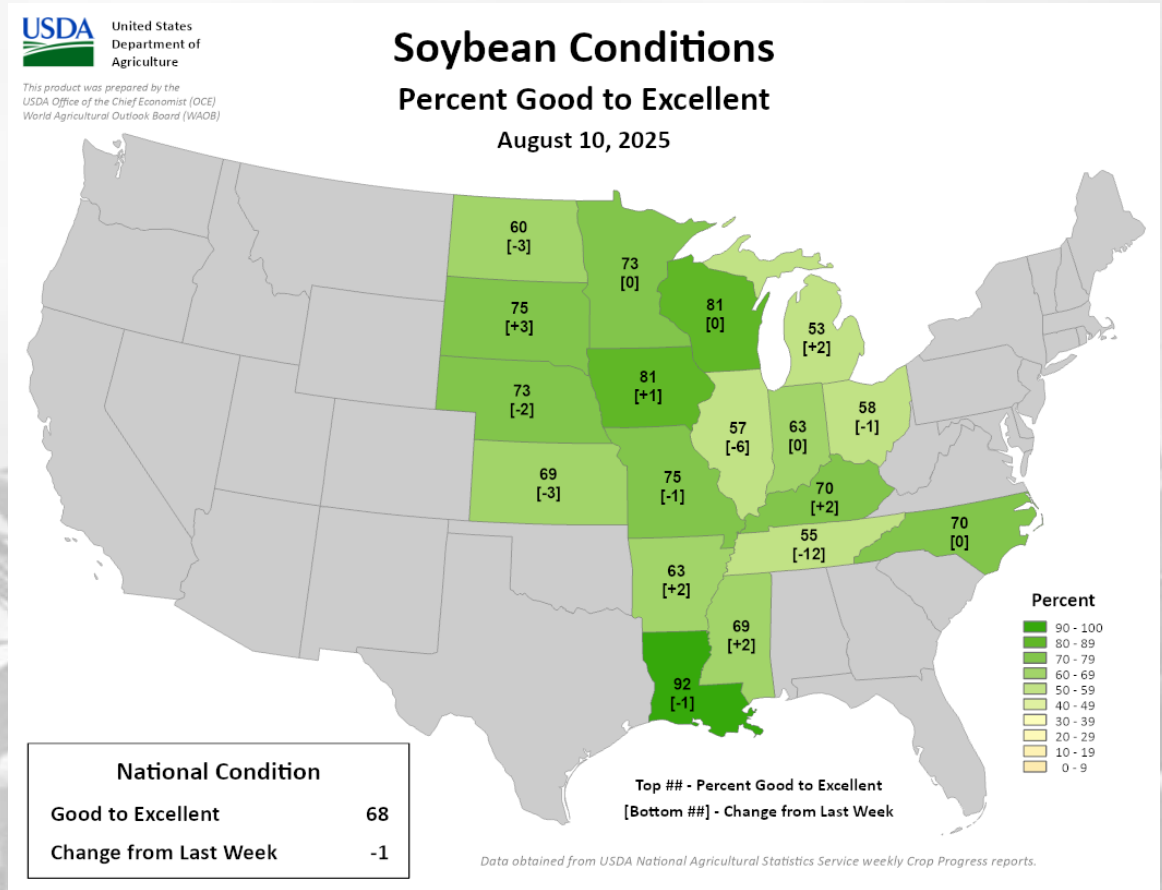 USDA
United States
Department of
Agriculture
This product was prepared by the
USDA Office of the Chief Economist (OCE)
World Agricultural Outlook Board (WAOB)
Soybean Conditions
Percent Good to Excellent
August 10, 2025
60
[-3]
73
[0]
75
[+3]
81
[0]
53
[+2]
73
[-2]
81
[+1]
57
[-6]
63
[0]
58
[-1]
69
[-3]
75
[-1]
70
[+2]
55
[-12]
70
[0]
63
[+2]
69
[+2]
92
[-1]
Percent
90 - 100
80 - 89
70 - 79
60 - 69
50 - 59
40 - 49
30 - 39
20 - 29
10 - 19
0 - 9
National Condition
Good to Excellent 68
Change from Last Week -1
Top ## - Percent Good to Excellent
[Bottom ##] - Change from Last Week
Data obtained from USDA National Agricultural Statistics Service weekly Crop Progress reports.